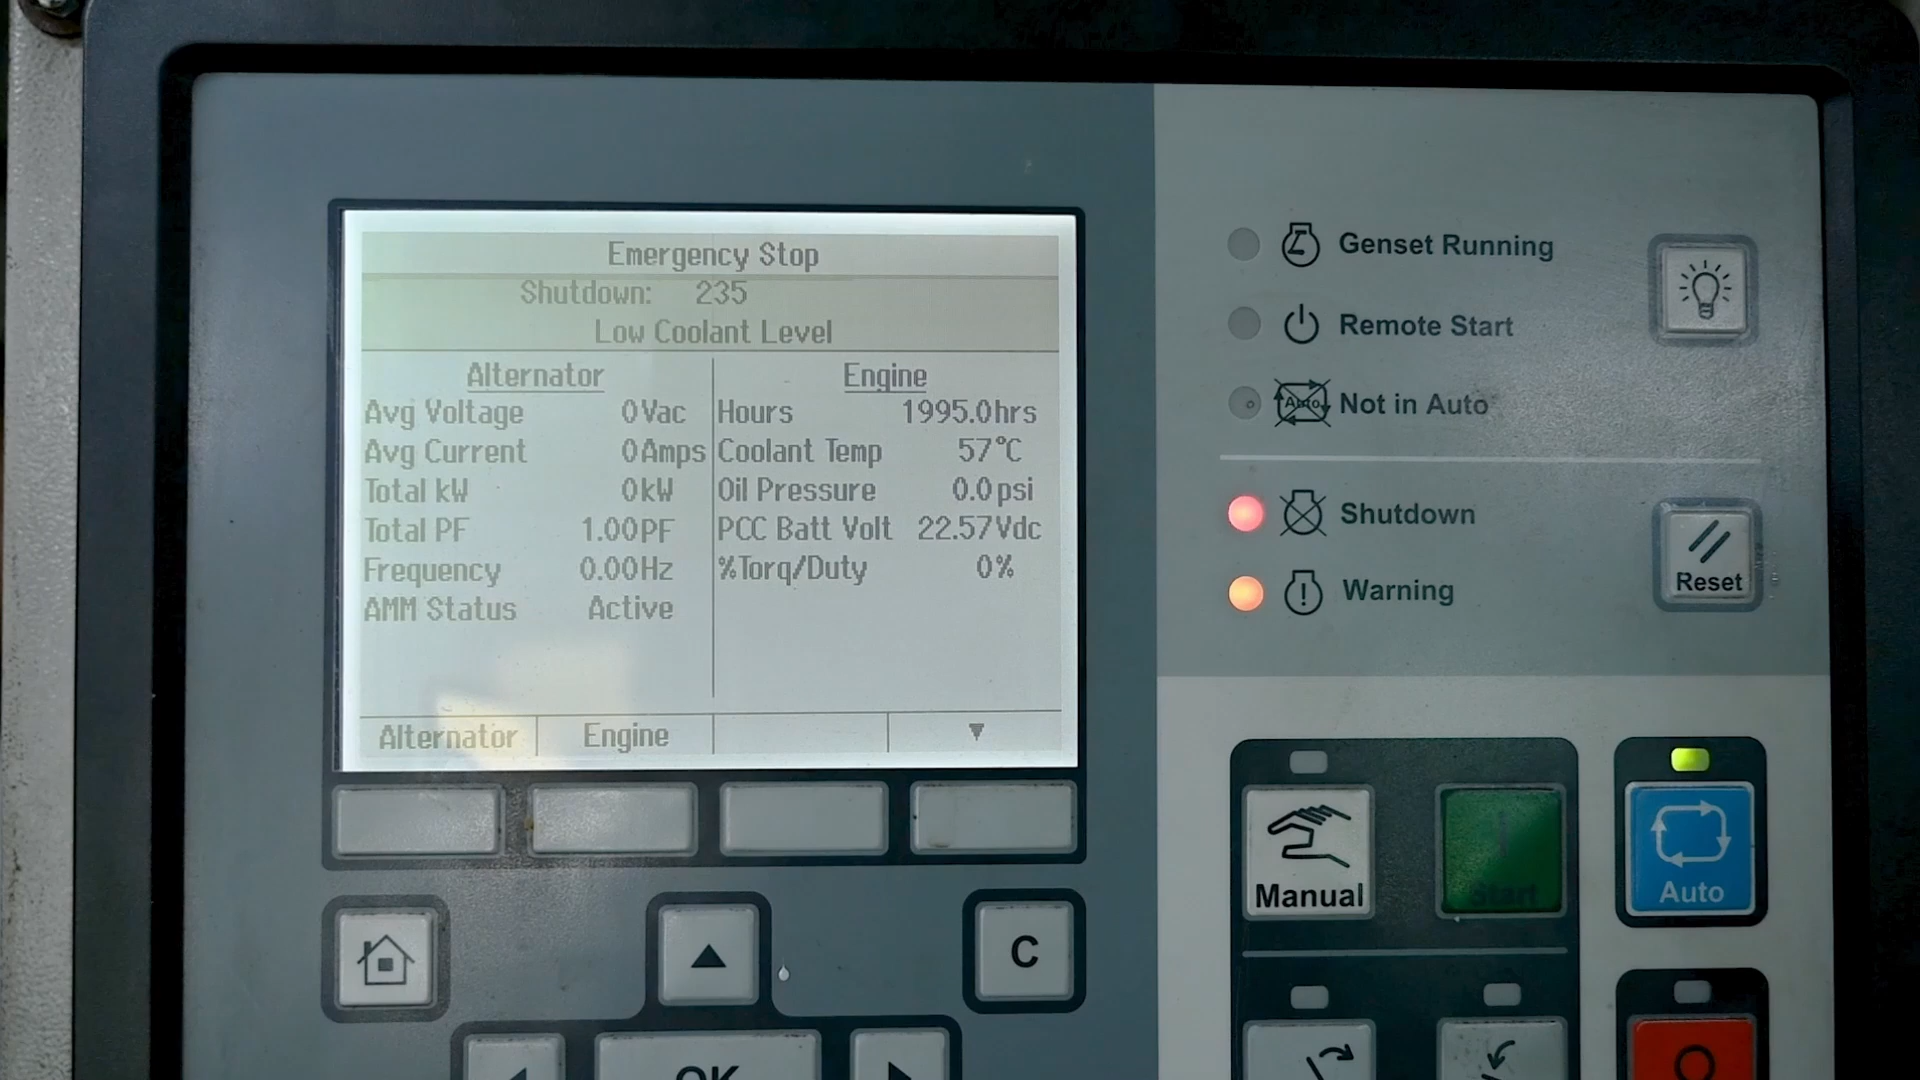 Emergency Stop
Shutdown: 235
Low Coolant Level
Alternator
Avg Voltage 0Vac
Avg Current 0Amps
Total kW 0kW
Total PF 1.00PF
Frequency 0.00Hz
AMM Status Active
Engine
Hours 1995.0hrs
Coolant Temp 57°C
Oil Pressure 0.0psi
PCC Batt Volt 22.57Vdc
%Torq/Duty 0%
Alternator Engine ▼
C
OK
Genset Running
Remote Start
Auto Not in Auto
Shutdown
Warning
Reset
Manual
Start
Auto